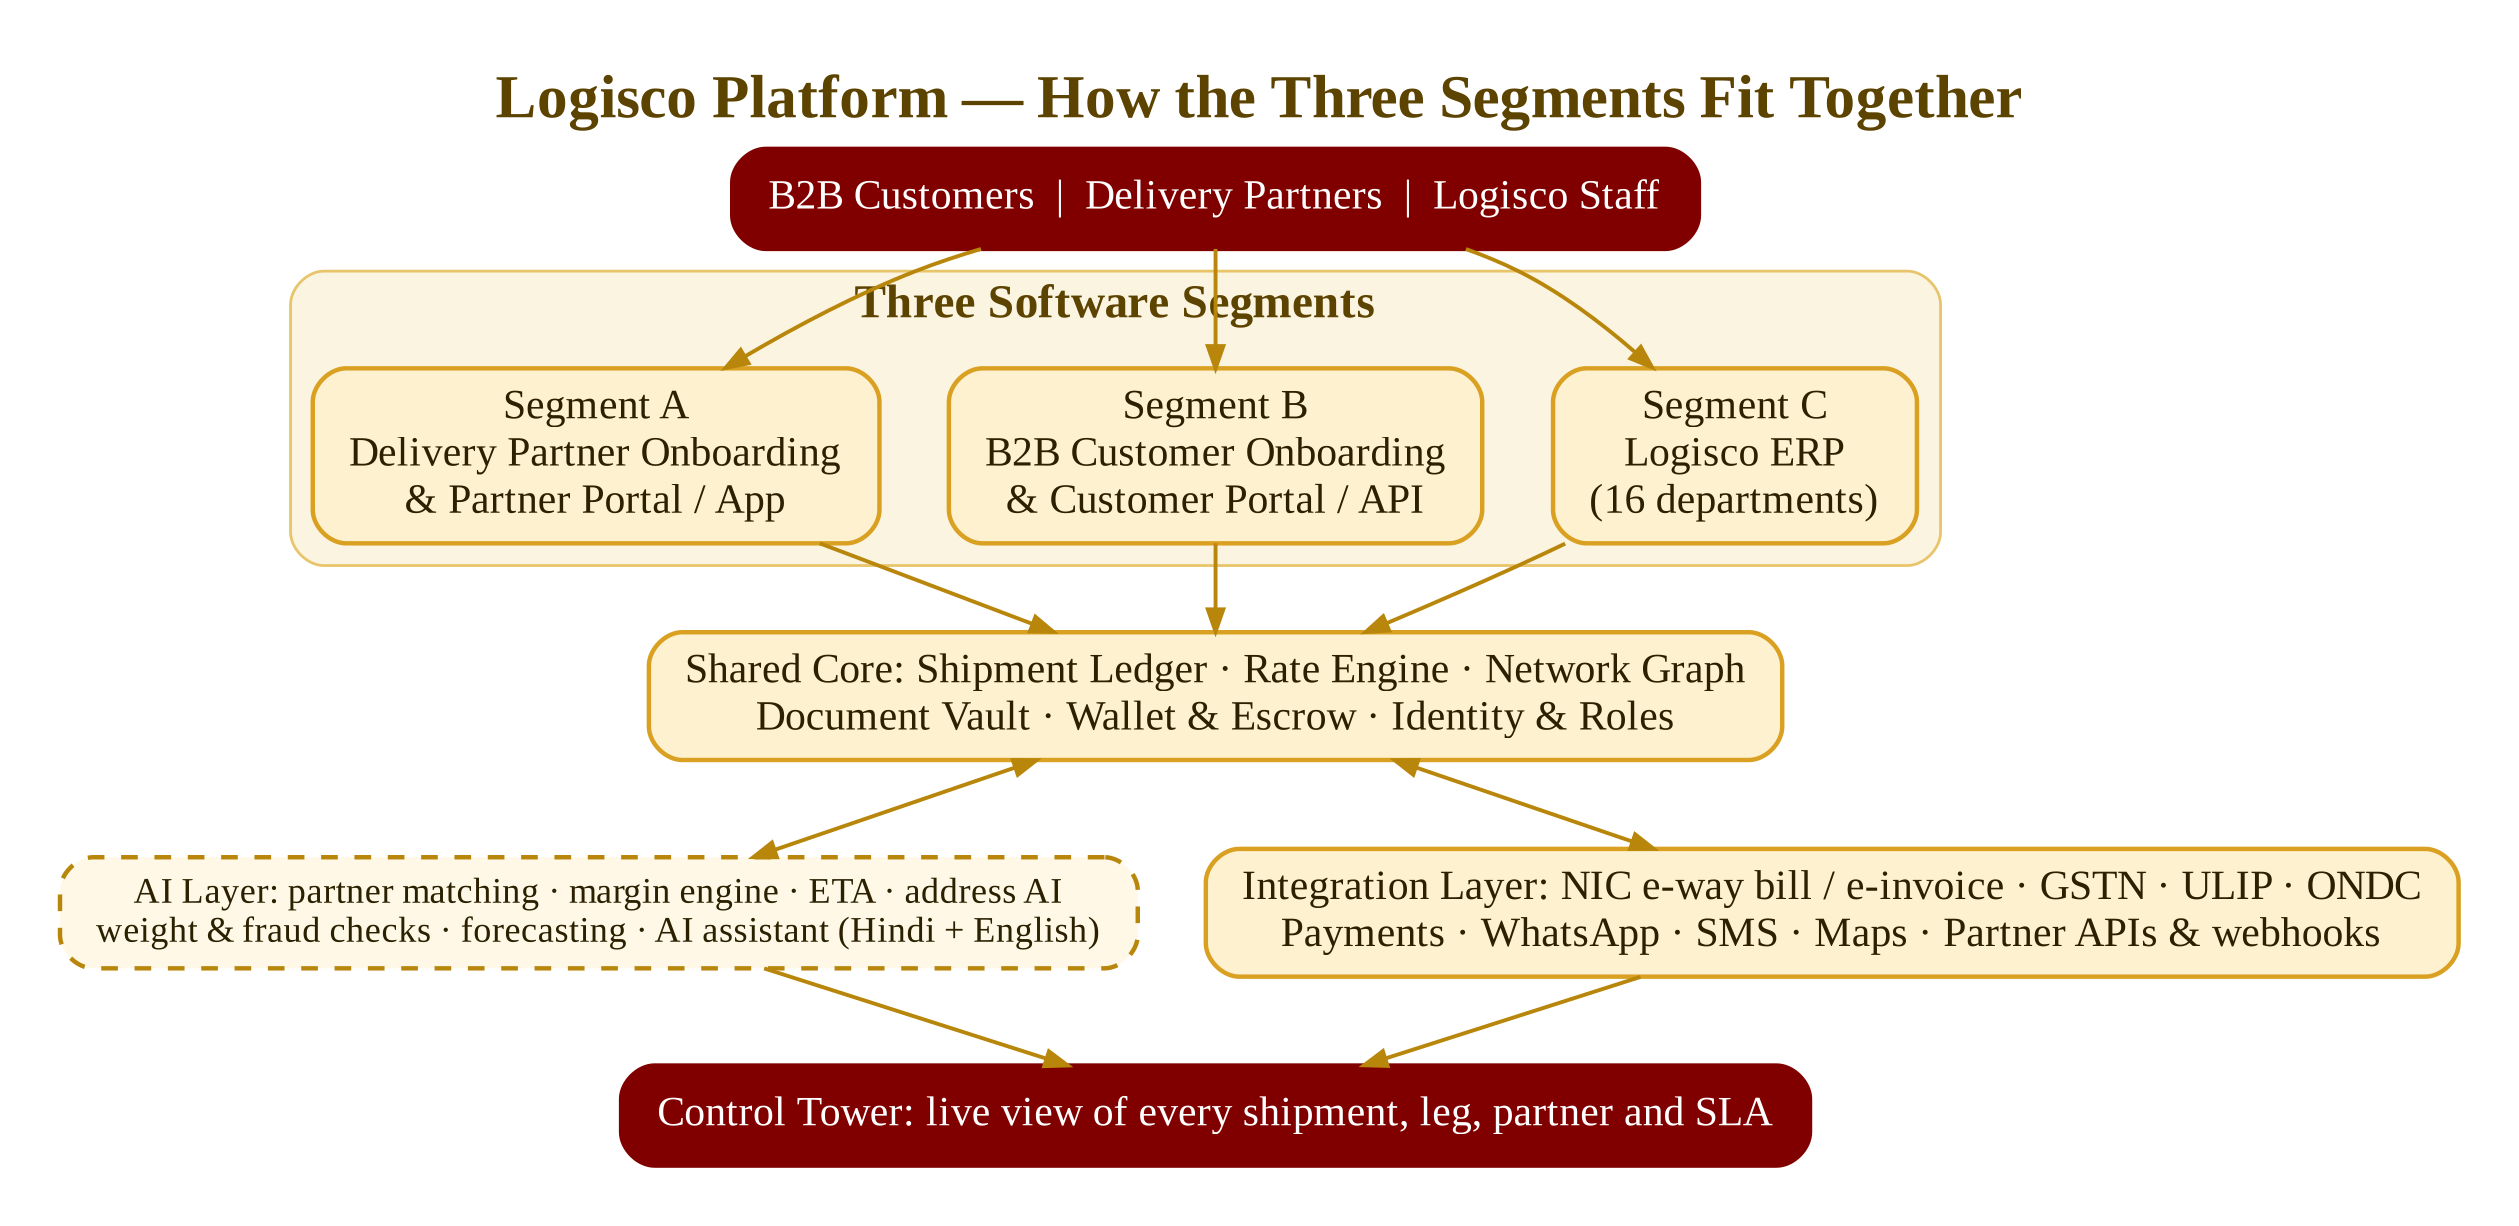 Logisco Platform — How the Three Segments Fit Together
B2B Customers | Delivery Partners | Logisco Staff
Three Software Segments
Segment A
Delivery Partner Onboarding
& Partner Portal / App
Segment B
B2B Customer Onboarding
& Customer Portal / API
Segment C
Logisco ERP
(16 departments)
Shared Core: Shipment Ledger · Rate Engine · Network Graph
Document Vault · Wallet & Escrow · Identity & Roles
AI Layer: partner matching · margin engine · ETA · address AI
weight & fraud checks · forecasting · AI assistant (Hindi + English)
Integration Layer: NIC e-way bill / e-invoice · GSTN · ULIP · ONDC
Payments · WhatsApp · SMS · Maps · Partner APIs & webhooks
Control Tower: live view of every shipment, leg, partner and SLA